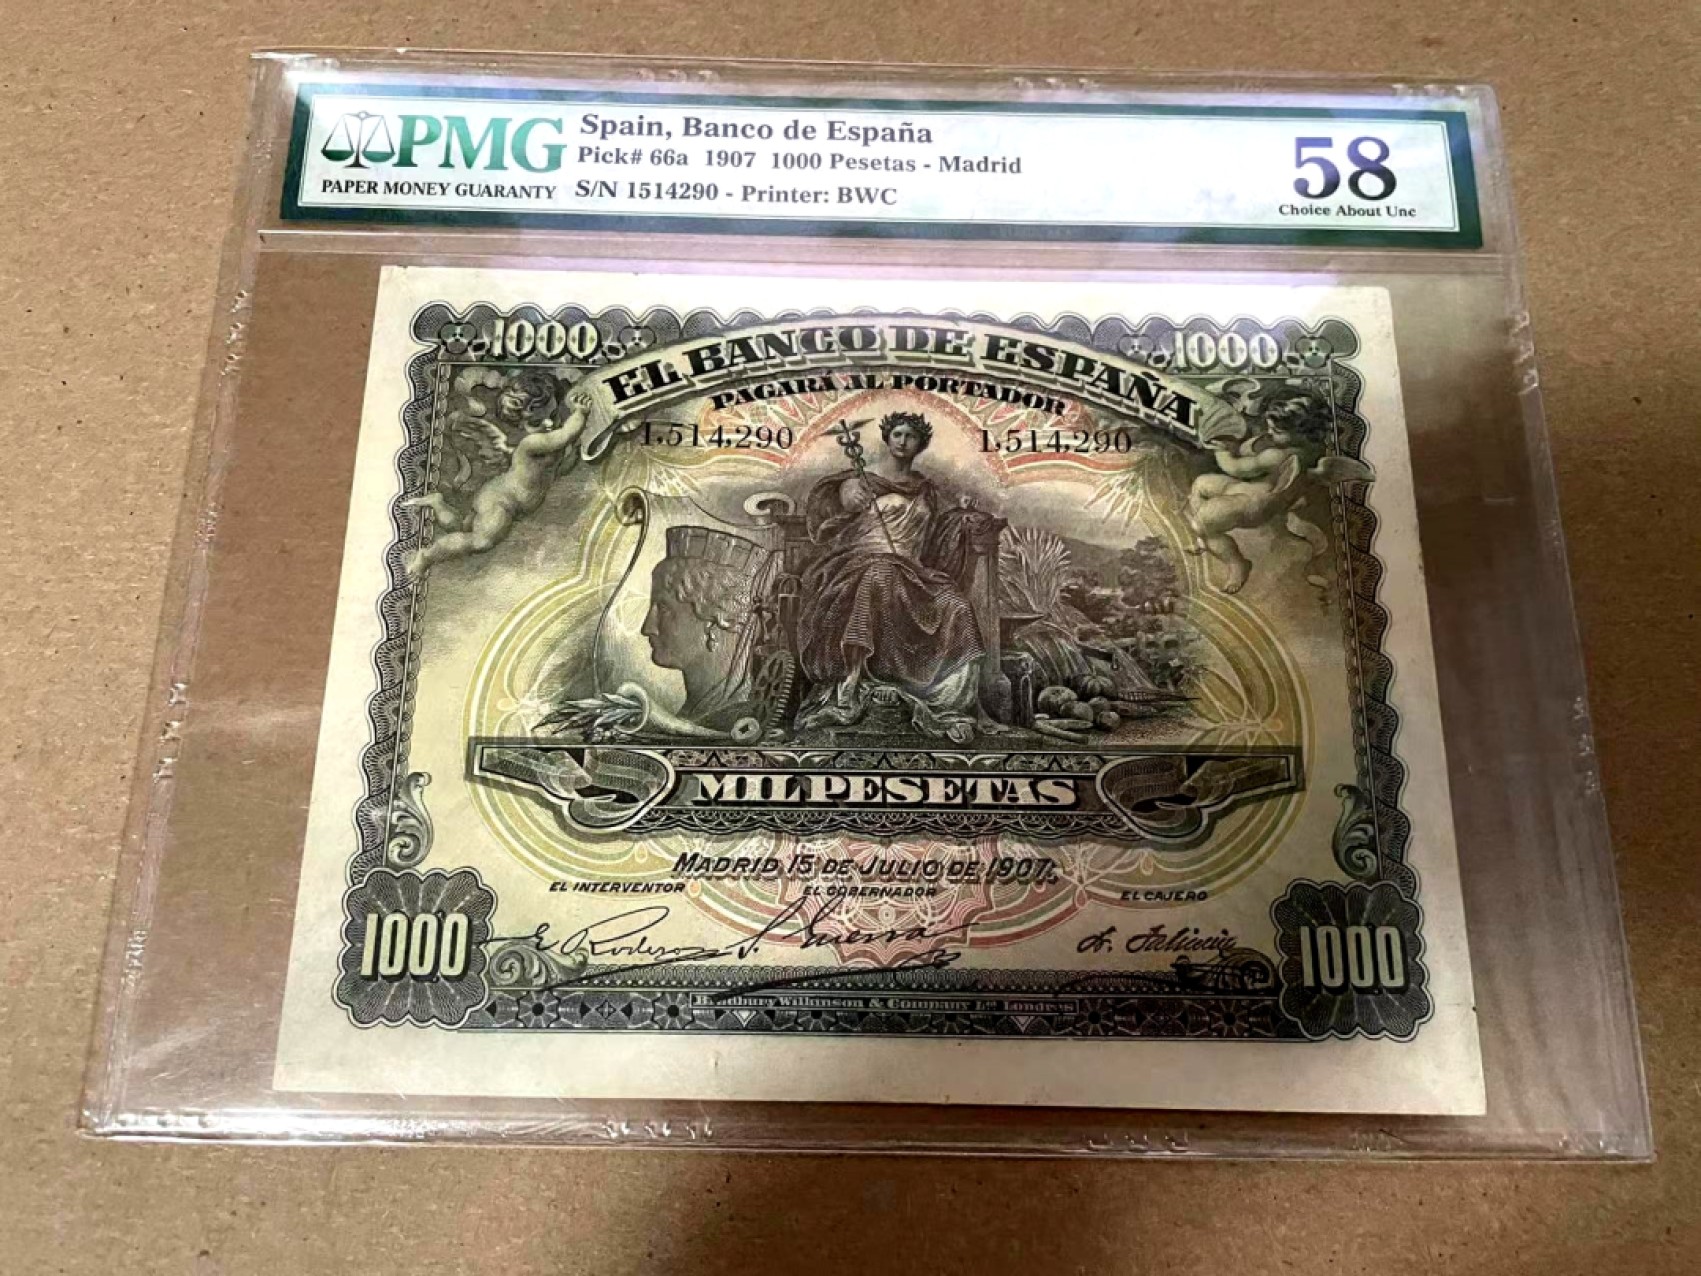 PMG
PAPER MONEY GUARANTY
Spain, Banco de España
Pick# 66a 1907 1000 Pesetas - Madrid
S/N 1514290 - Printer: BWC
58
Choice About Unc
1000
1000
EL BANCO DE ESPAÑA
PAGARÁ AL PORTADOR
1,514,290
1,514,290
MIL PESETAS
MADRID 15 DE JULIO DE 1907.
EL INTERVENTOR
EL GOBERNADOR
EL CAJERO
1000
1000
Bradbury Wilkinson & Company Ld. Londres